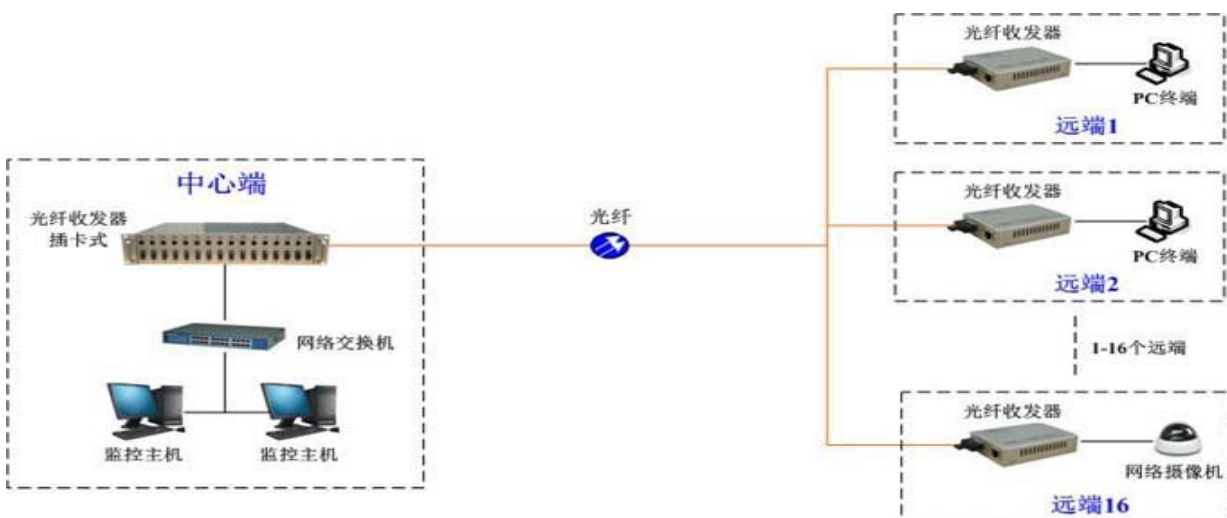 中心端
光纤收发器
插卡式
网络交换机
监控主机
监控主机
光纤
光纤收发器
PC终端
远端1
光纤收发器
PC终端
远端2
1-16个远端
光纤收发器
网络摄像机
远端16